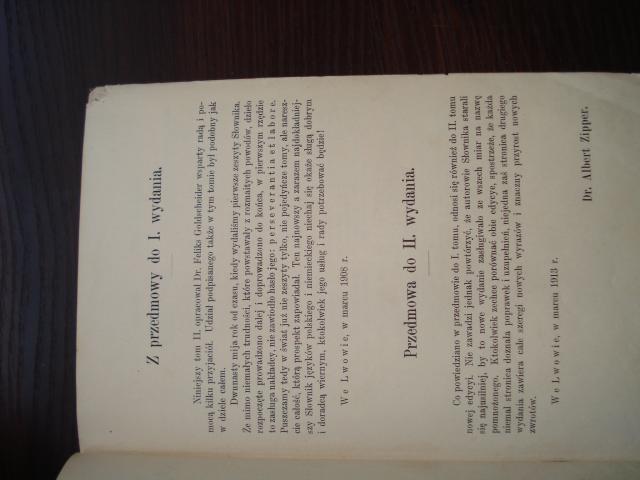 Z przedmowy do I. wydania.
Niniejszy tom II. opracował Dr. Feliks Goldscheider wsparty radą i po-
mocą kilku przyjaciół. Udział podpisanego także w tym tomie był podobny jak
w dziele całem.
Dwunasty mija rok od czasu, kiedy wydaliśmy pierwsze zeszyty Słownika.
Że mimo niemałych trudności, które powstawały z rozmaitych powodów, dzieło
rozpoczęte prowadzono dalej i doprowadzono do końca, w pierwszym rzędzie
to zasługa nakładcy, nie zawiodło hasło jego: perseverantia et labore.
Puszczamy tedy w świat już nie zeszyty tylko, nie pojedyńcze tomy, ale naresz-
cie całość, którą prospekt zapowiadał. Ten najnowszy a zarazem najdokładniej-
szy Słownik języków polskiego i niemieckiego niechaj się okaże sługą dobrym
i doradcą wiernym, ktokolwiek jego usług i rady potrzebować będzie!
We Lwowie, w marcu 1908 r.
Przedmowa do II. wydania.
Co powiedziano w przedmowie do I. tomu, odnosi się również do II. tomu
nowej edycyi. Nie zawadzi jednak powtórzyć, że autorowie Słownika starali
się najusilniej, by to nowe wydanie zasługiwało ze wszech miar na nazwę
pomnożonego. Ktokolwiek zechce porównać obie edycye, spostrzeże, że każda
niemal stronica doznała poprawek i uzupełnień, niejedna zaś stronica drugiego
wydania zawiera całe szeregi nowych wyrazów i znaczny przyrost nowych
zwrotów.
We Lwowie, w marcu 1913 r.
Dr. Albert Zipper.